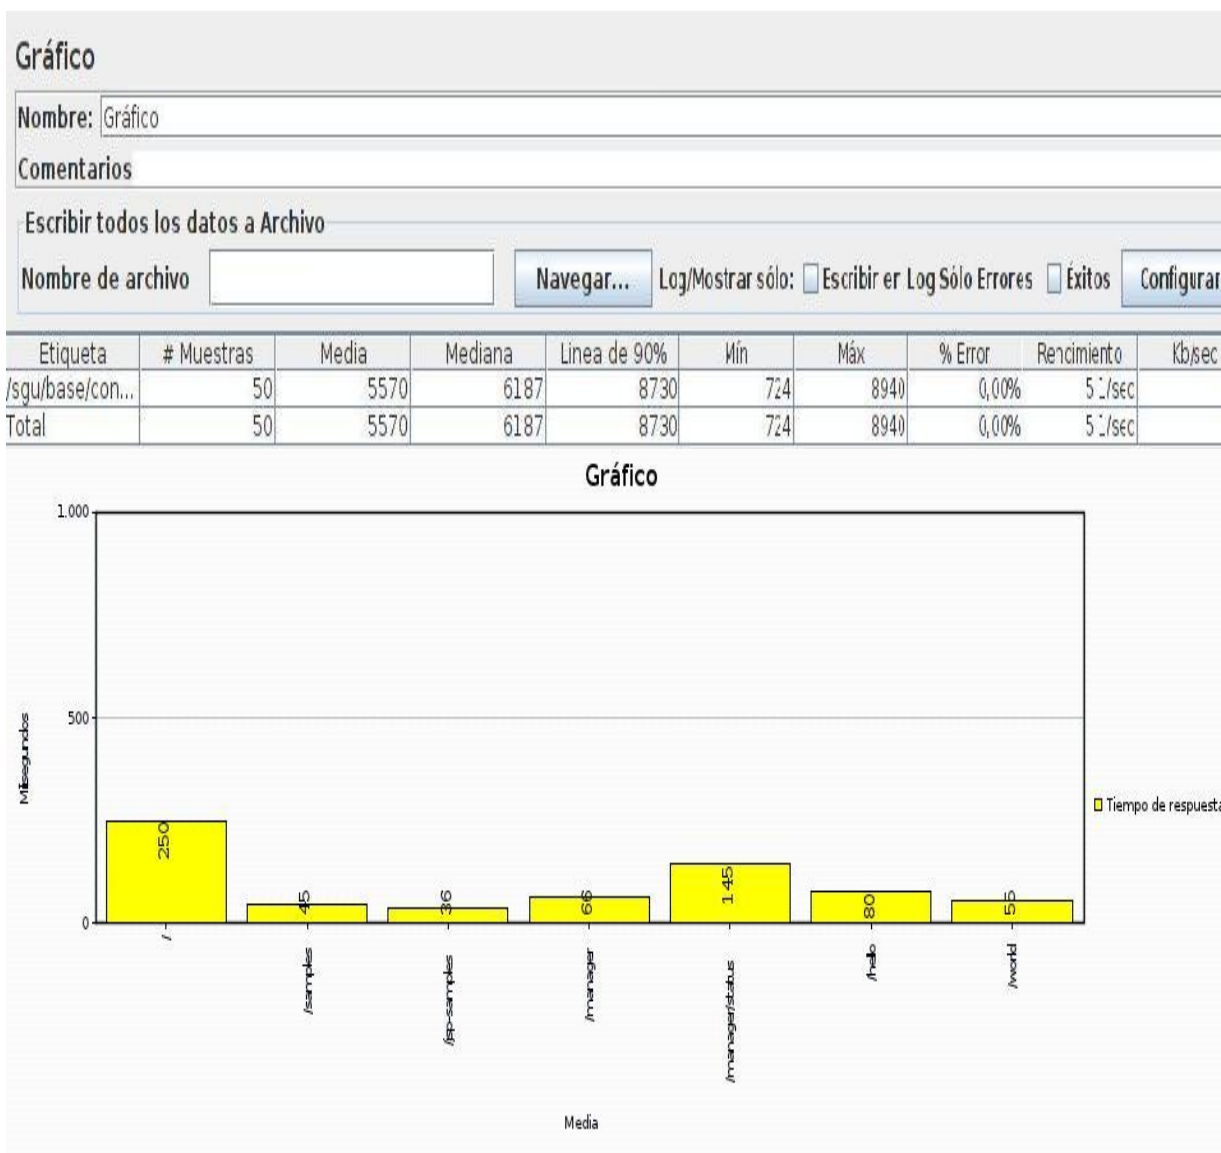 Gráfico
Nombre: Gráfico
Comentarios
Escribir todos los datos a Archivo
Nombre de archivo Navegar... Log/Mostrar sólo: Escribir en Log Sólo Errores Éxitos Configurar
Etiqueta # Muestras Media Mediana Linea de 90% Mín Máx % Error Rendimiento Kb/sec
/sgu/base/con... 50 5570 6187 8730 724 8940 0,00%
Total 50 5570 6187 8730 724 8940 0,00%
Gráfico
1.000
500
0
Milisegundos
250
45
36
66
145
80
55
Tiempo de respuesta
/
/samples
/jsp-samples
/manager
/manager/status
/hello
/world
Media